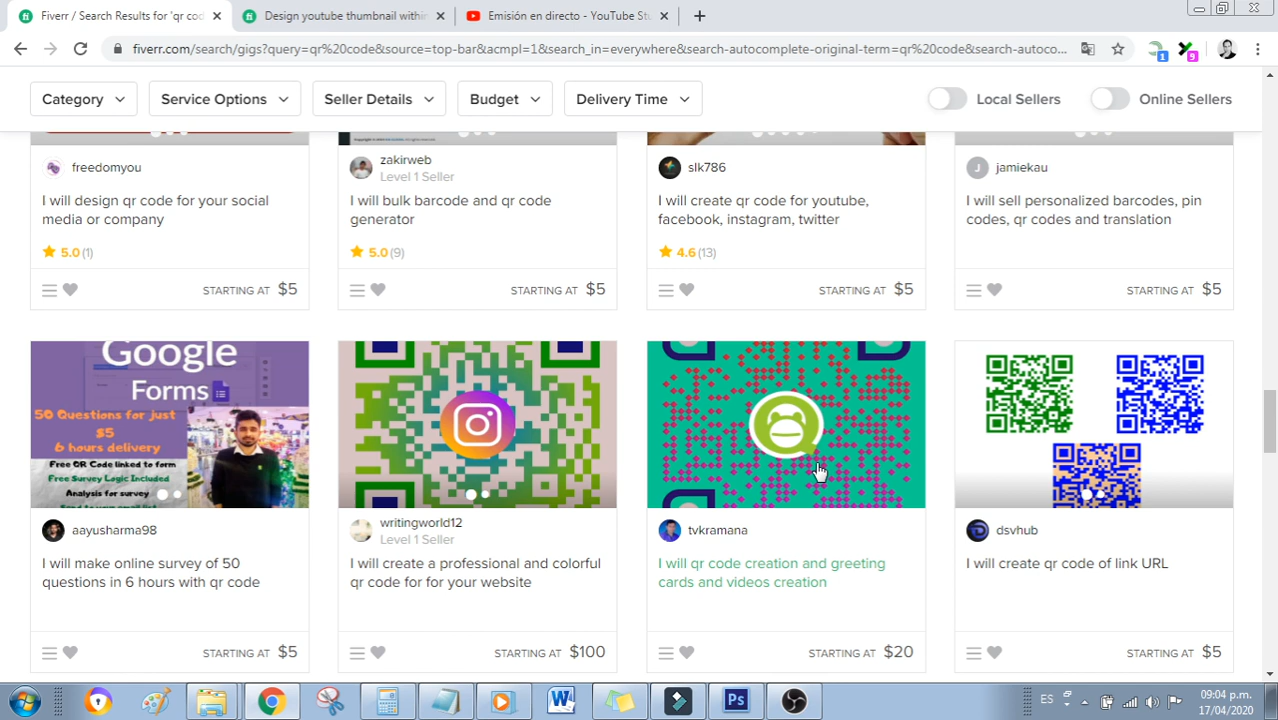 Fiverr / Search Results for 'qr cod
Design youtube thumbnail within
Emisión en directo - YouTube Stu
fiverr.com/search/gigs?query=qr%20code&source=top-bar&acmpl=1&search_in=everywhere&search-autocomplete-original-term=qr%20code&search-autoco...
1
9
Category
Service Options
Seller Details
Budget
Delivery Time
Local Sellers
Online Sellers
freedomyou
I will design qr code for your social
media or company
5.0 (1)
STARTING AT $5
zakirweb
Level 1 Seller
I will bulk barcode and qr code
generator
5.0 (9)
STARTING AT $5
slk786
I will create qr code for youtube,
facebook, instagram, twitter
4.6 (13)
STARTING AT $5
J
jamiekau
I will sell personalized barcodes, pin
codes, qr codes and translation
STARTING AT $5
Google
Forms
50 Questions for just
$5
6 hours delivery
Free QR Code linked to form
Free Survey Logic Included
Analysis for survey
aayusharma98
I will make online survey of 50
questions in 6 hours with qr code
STARTING AT $5
writingworld12
Level 1 Seller
I will create a professional and colorful
qr code for for your website
STARTING AT $100
tvkramana
I will qr code creation and greeting
cards and videos creation
STARTING AT $20
dsvhub
I will create qr code of link URL
STARTING AT $5
W
Ps
ES
09:04 p.m.
17/04/2020